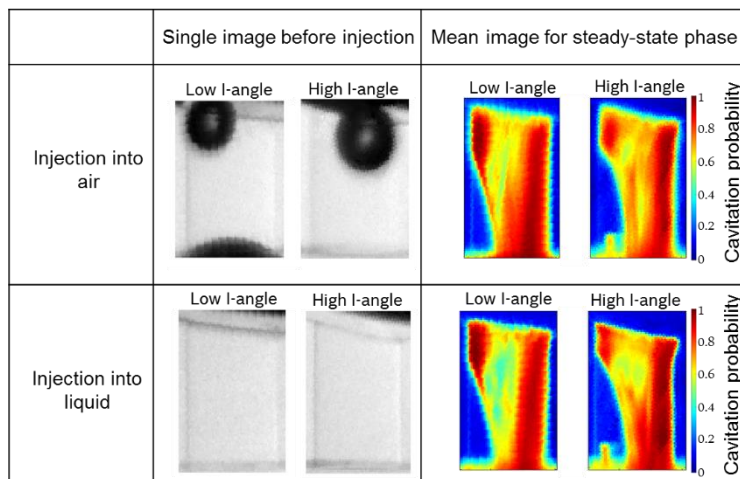 Single image before injection
Mean image for steady-state phase
Injection into
air
Low I-angle
High I-angle
Low I-angle
High I-angle
1
0.8
0.6
0.4
0.2
0
Cavitation probability
Injection into
liquid
Low I-angle
High I-angle
Low I-angle
High I-angle
1
0.8
0.6
0.4
0.2
0
Cavitation probability